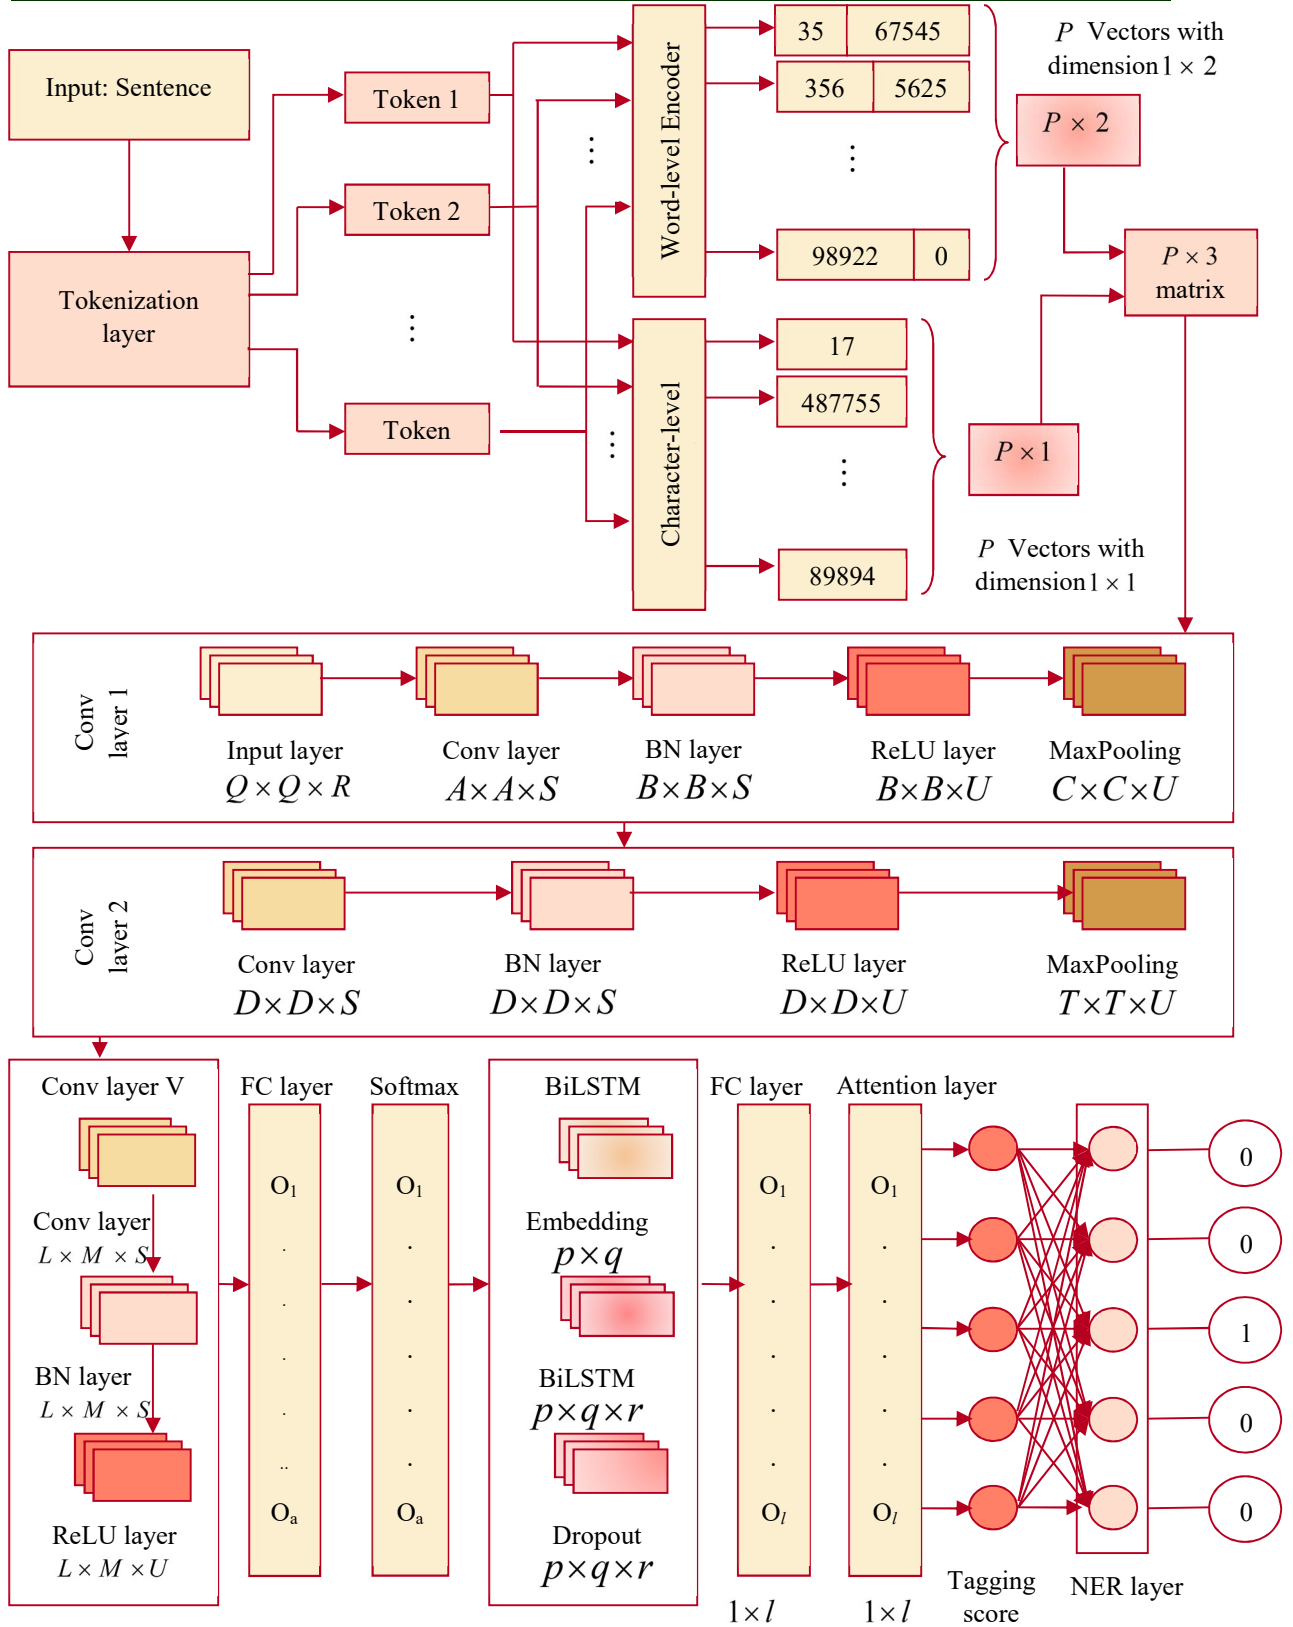 Input: Sentence
Tokenization
layer
Token 1
Token 2
⋮
Token
⋮
⋮
Word-level Encoder
Character-level
35 67545
356 5625
⋮
98922 0
17
487755
⋮
89894
P Vectors with
dimension 1 × 2
P × 2
P × 3
matrix
P × 1
P Vectors with
dimension 1 × 1
Conv
layer 1
Input layer
Q × Q × R
Conv layer
A × A × S
BN layer
B × B × S
ReLU layer
B × B × U
MaxPooling
C × C × U
Conv
layer 2
Conv layer
D × D × S
BN layer
D × D × S
ReLU layer
D × D × U
MaxPooling
T × T × U
Conv layer V
Conv layer
L × M × S
BN layer
L × M × S
ReLU layer
L × M × U
FC layer
O1
.
.
.
.
..
Oa
Softmax
O1
.
.
.
.
.
Oa
BiLSTM
Embedding
p × q
BiLSTM
p × q × r
Dropout
p × q × r
FC layer
O1
.
.
.
.
.
Ol
1 × l
Attention layer
O1
.
.
.
.
.
Ol
1 × l
Tagging
score
NER layer
0
0
1
0
0